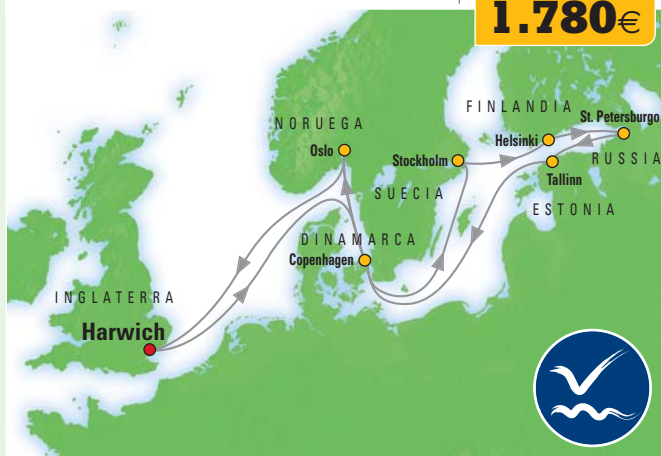 1.780€
FINLANDIA
St. Petersburgo
NORUEGA
Helsinki
Oslo
Stockholm
RUSSIA
Tallinn
SUECIA
ESTONIA
DINAMARCA
Copenhagen
INGLATERRA
Harwich